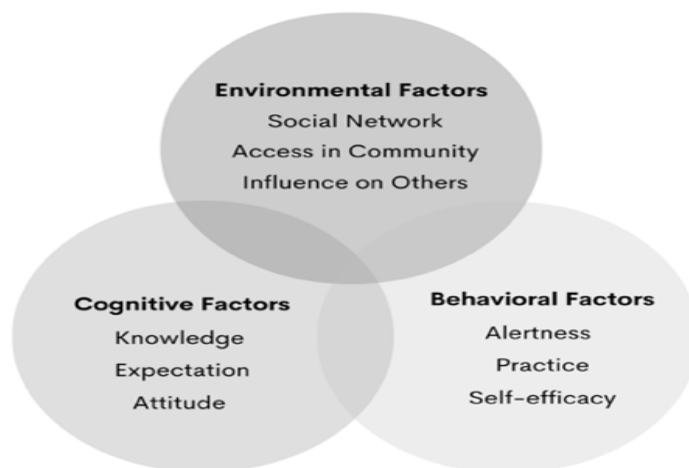 Environmental Factors
Social Network
Access in Community
Influence on Others
Cognitive Factors
Knowledge
Expectation
Attitude
Behavioral Factors
Alertness
Practice
Self-efficacy